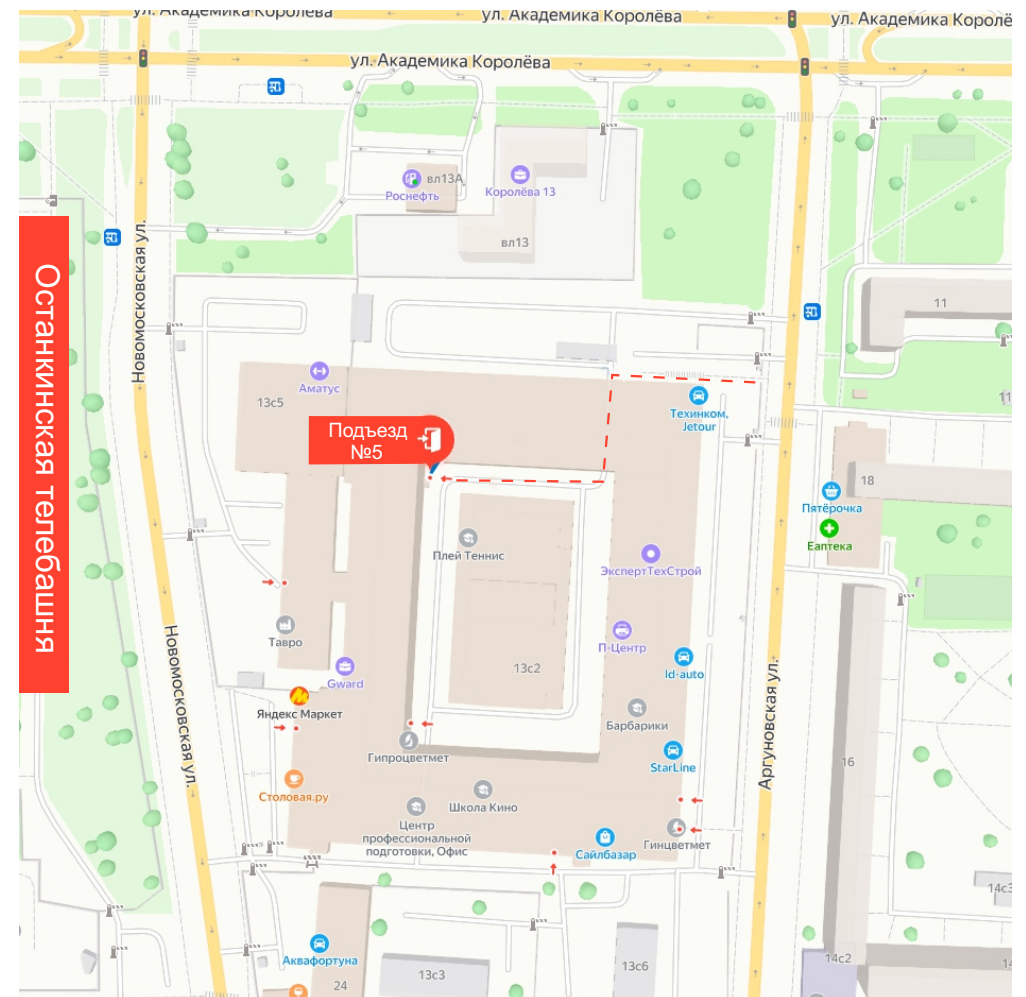 ул. Академика Королёва
ул. Академика Королёва
ул. Академика Королё
ул. Академика Королёва
вл13А
Роснефть
Королёва 13
вл13
Новомосковская ул.
Останкинская телебашня
11
Аматус
13с5
Техинком,
Jetour
11
Подъезд
№5
18
Пятёрочка
Еаптека
Плей Теннис
ЭкспертТехСтрой
Тавро
П-Центр
13с2
Id-auto
Gward
Новомосковская ул.
Аргуновская ул.
Яндекс Маркет
Барбарики
Гипроцветмет
StarLine
16
Столовая.ру
Школа Кино
Центр
профессиональной
подготовки, Офис
Гинцветмет
Сайлбазар
14с3
Аквафортуна
13с3
13с6
14с2
14
24